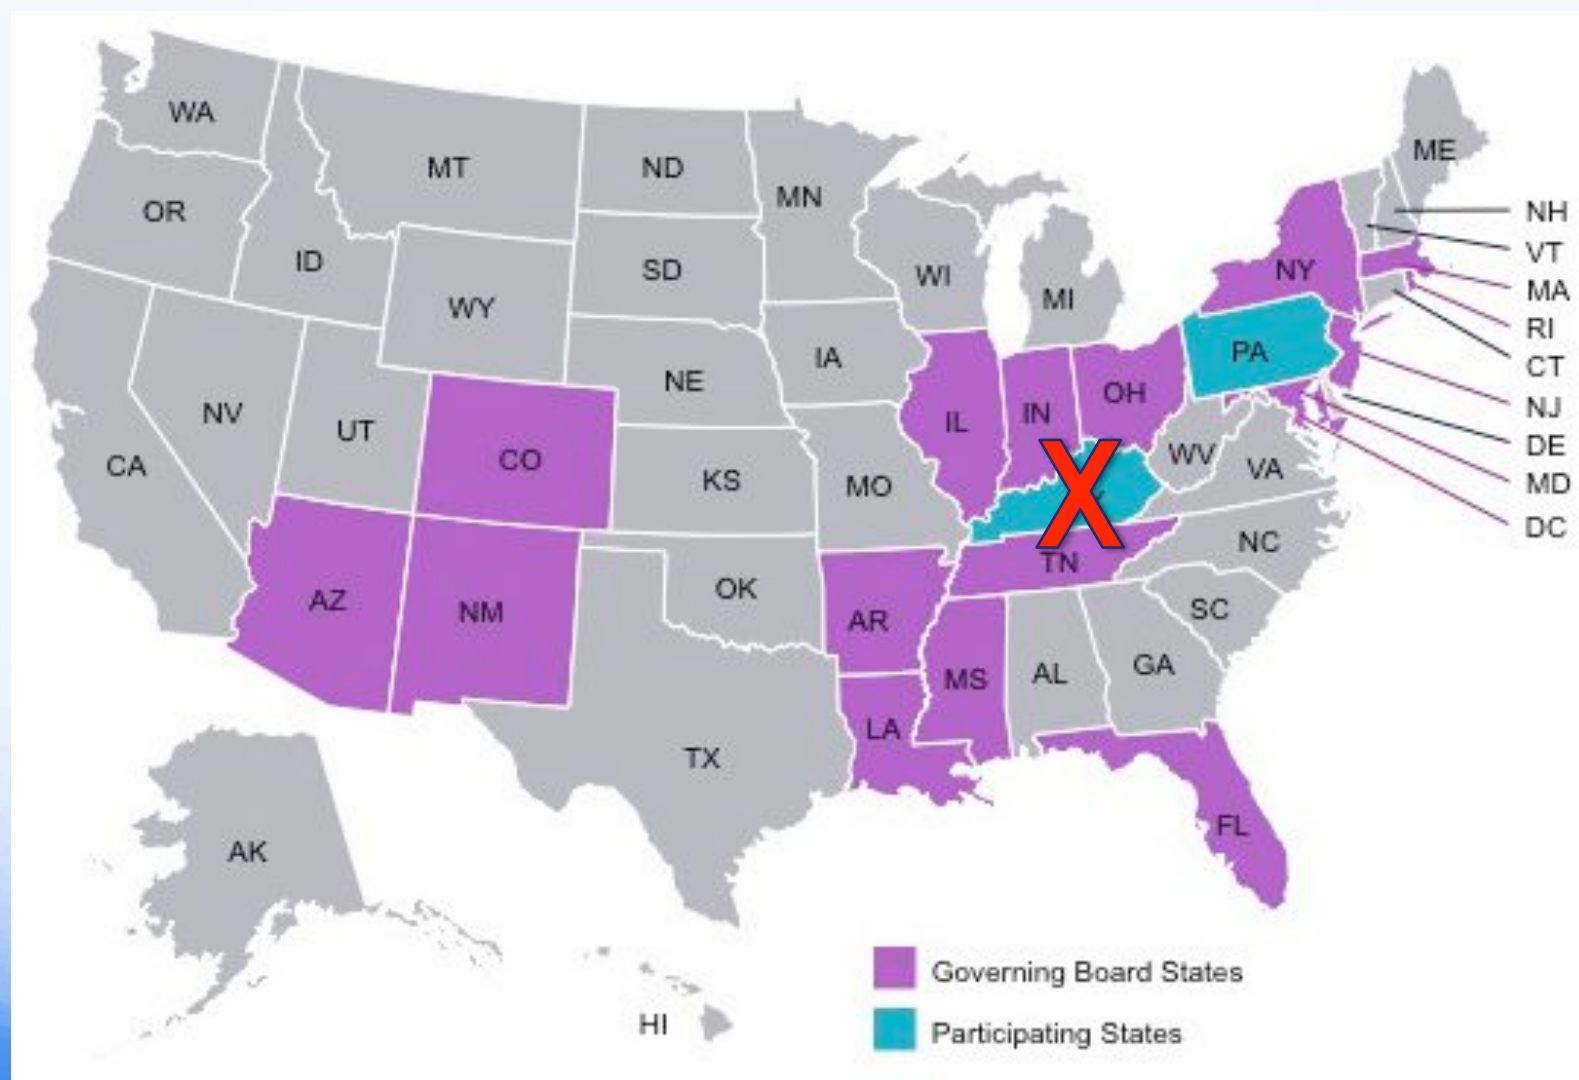 WA
MT
ND
MN
ME
OR
ID
SD
WI
MI
NY
NH
VT
MA
RI
CT
NJ
DE
MD
DC
WY
IA
NE
PA
NV
UT
CO
KS
MO
IL
IN
OH
WV
VA
CA
X
AZ
NM
OK
AR
TN
NC
SC
MS
AL
GA
LA
TX
FL
AK
HI
Governing Board States
Participating States